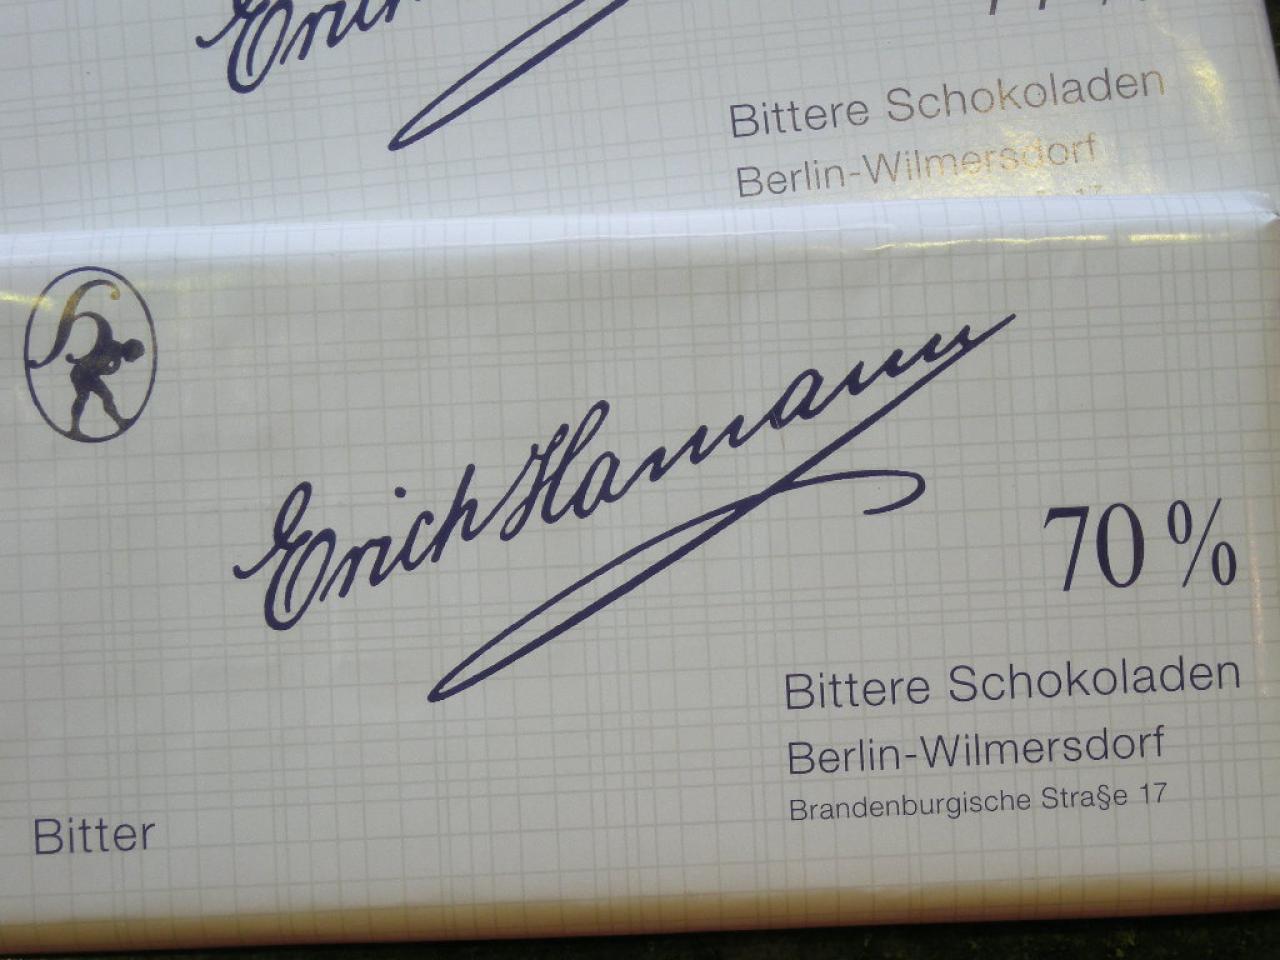 Bittere Schokoladen
Berlin-Wilmersdorf
Erich Hamann
70 %
Bittere Schokoladen
Berlin-Wilmersdorf
Brandenburgische Stra§e 17
Bitter